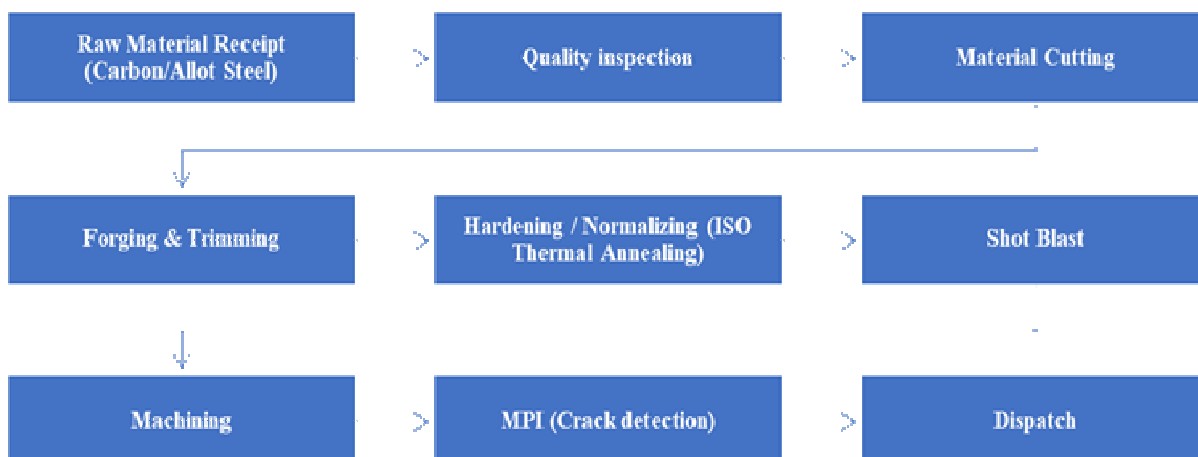 Raw Material Receipt
(Carbon/Allot Steel)
Quality inspection
Material Cutting
Forging & Trimming
Hardening / Normalizing (ISO
Thermal Annealing)
Shot Blast
Machining
MPI (Crack detection)
Dispatch